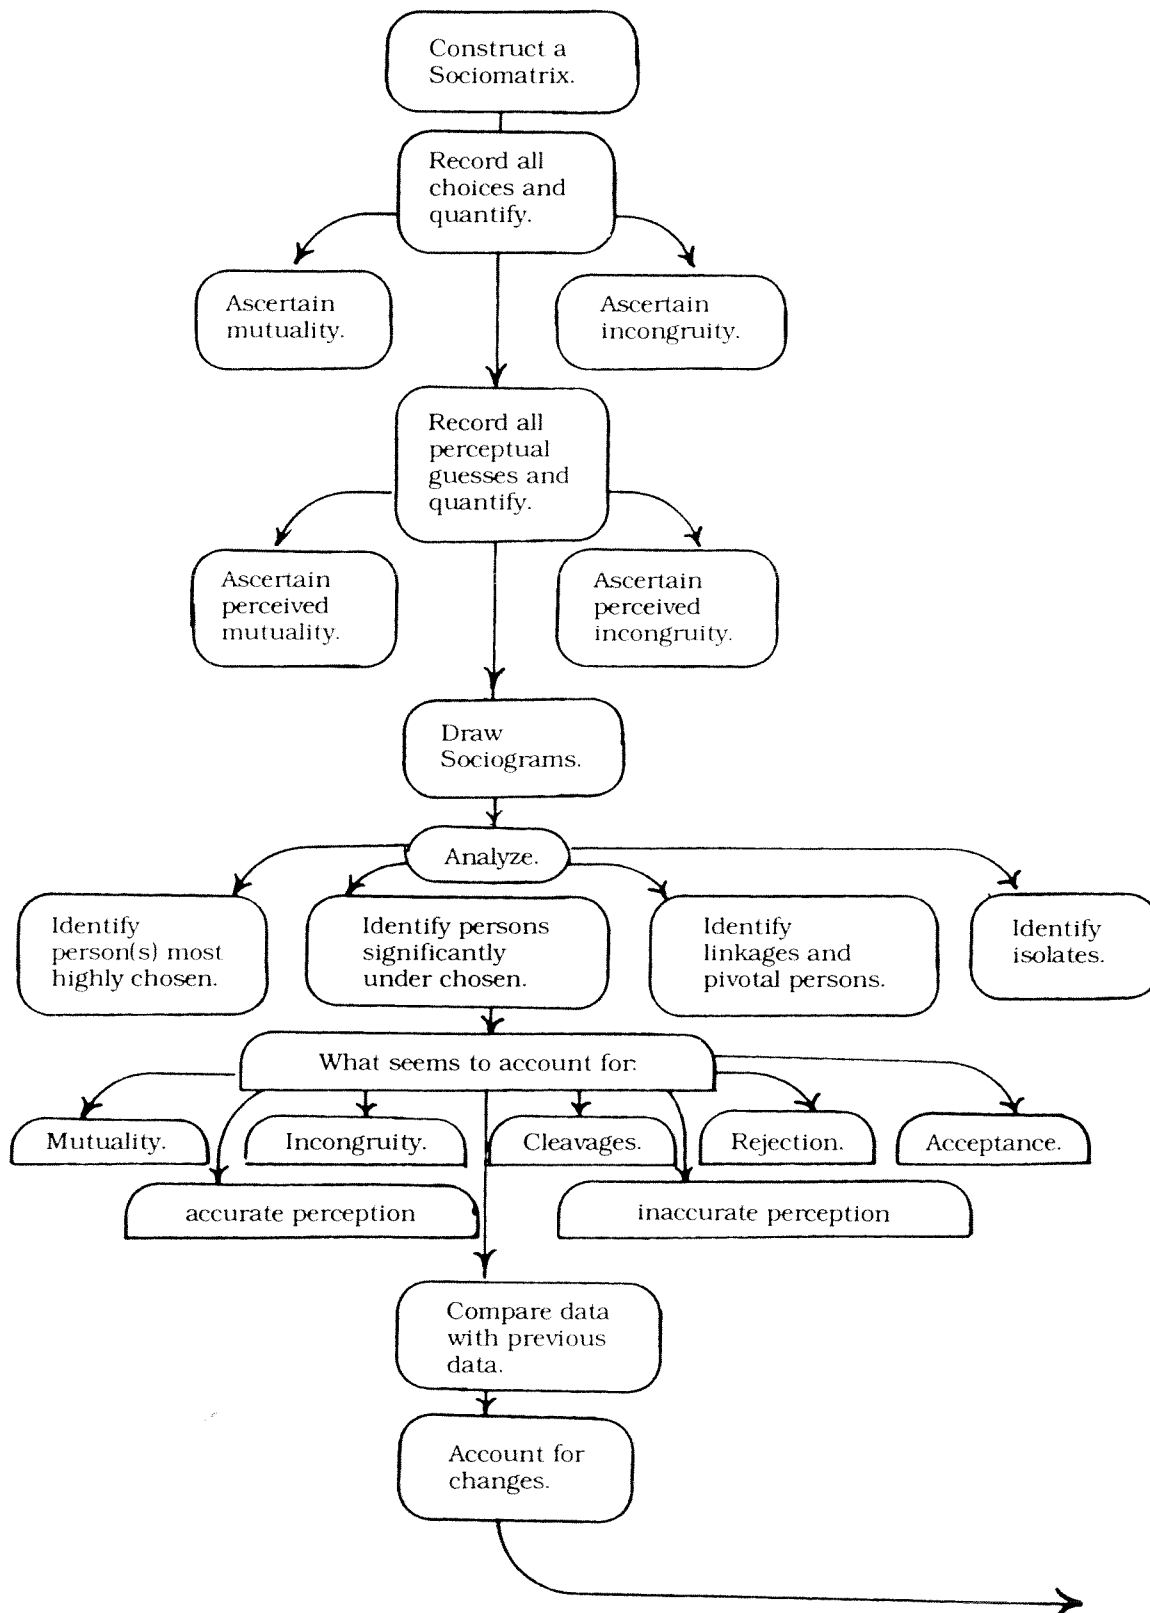 Construct a
Sociomatrix.
Record all
choices and
quantify.
Ascertain
mutuality.
Ascertain
incongruity.
Record all
perceptual
guesses and
quantify.
Ascertain
perceived
mutuality.
Ascertain
perceived
incongruity.
Draw
Sociograms.
Analyze.
Identify
person(s) most
highly chosen.
Identify persons
significantly
under chosen.
Identify
linkages and
pivotal persons.
Identify
isolates.
What seems to account for:
Mutuality.
Incongruity.
Cleavages.
Rejection.
Acceptance.
accurate perception
inaccurate perception
Compare data
with previous
data.
Account for
changes.